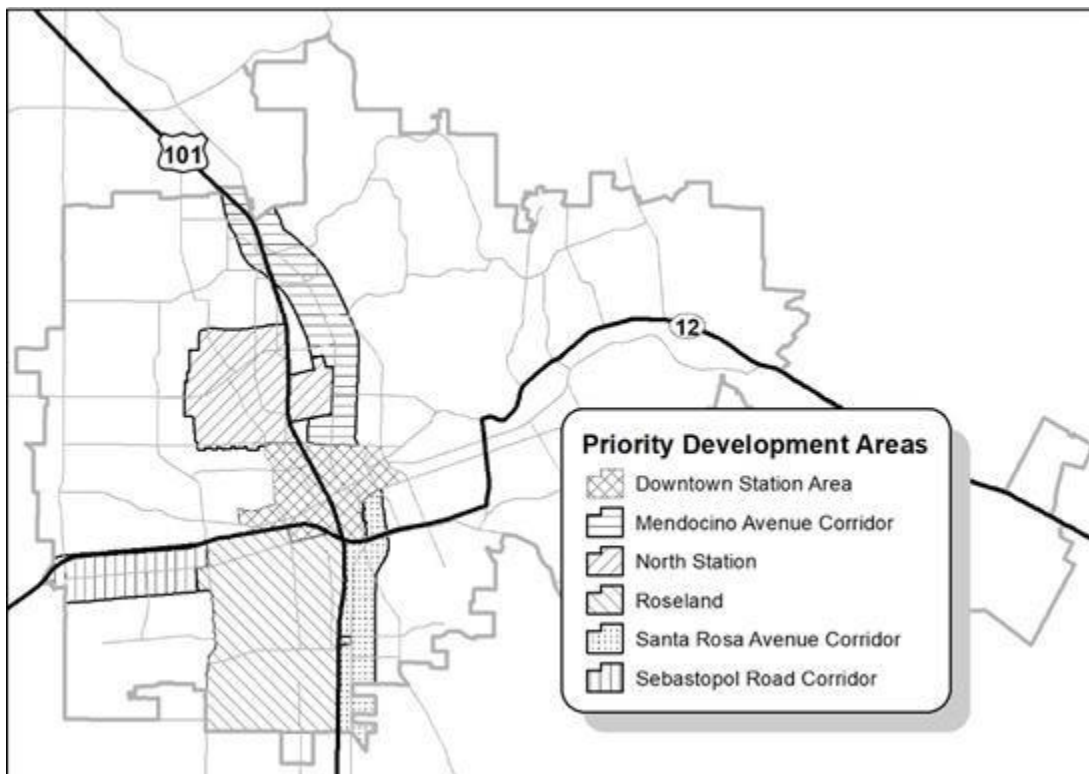 101
12
Priority Development Areas
Downtown Station Area
Mendocino Avenue Corridor
North Station
Roseland
Santa Rosa Avenue Corridor
Sebastopol Road Corridor